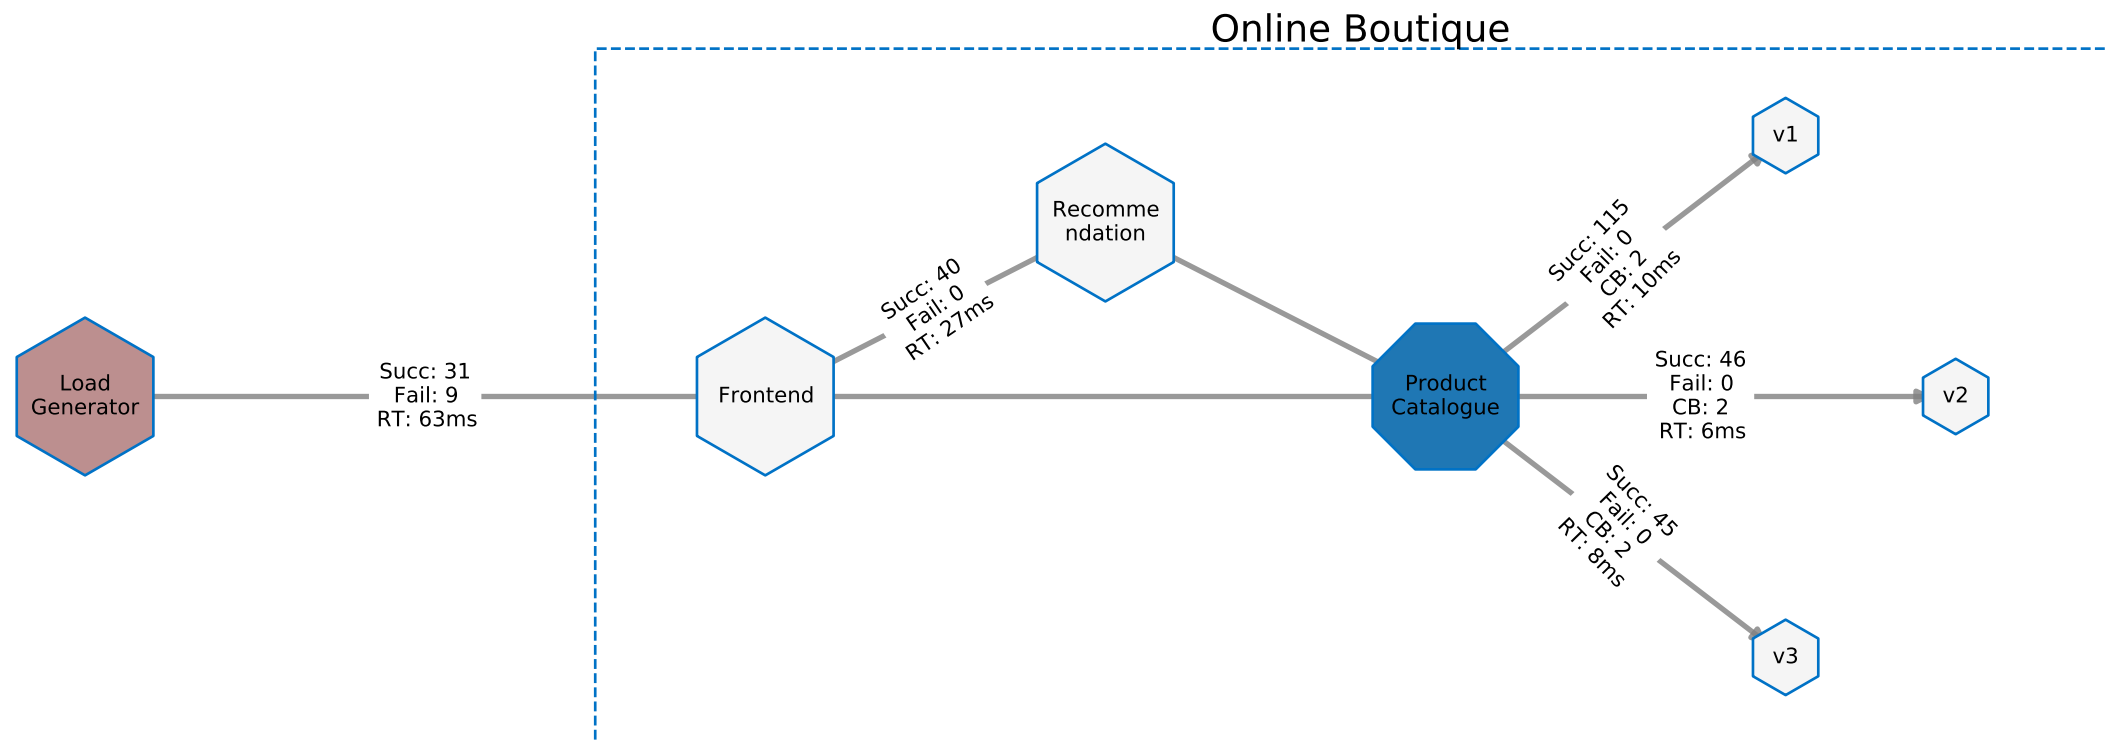 Online Boutique
v1
Recomme
ndation
Succ: 115
Fail: 0
CB: 2
RT: 10ms
Succ: 40
Fail: 0
RT: 27ms
Load
Generator
Succ: 31
Fail: 9
RT: 63ms
Frontend
Product
Catalogue
Succ: 46
Fail: 0
CB: 2
RT: 6ms
v2
Succ: 45
Fail: 0
CB: 2
RT: 8ms
v3